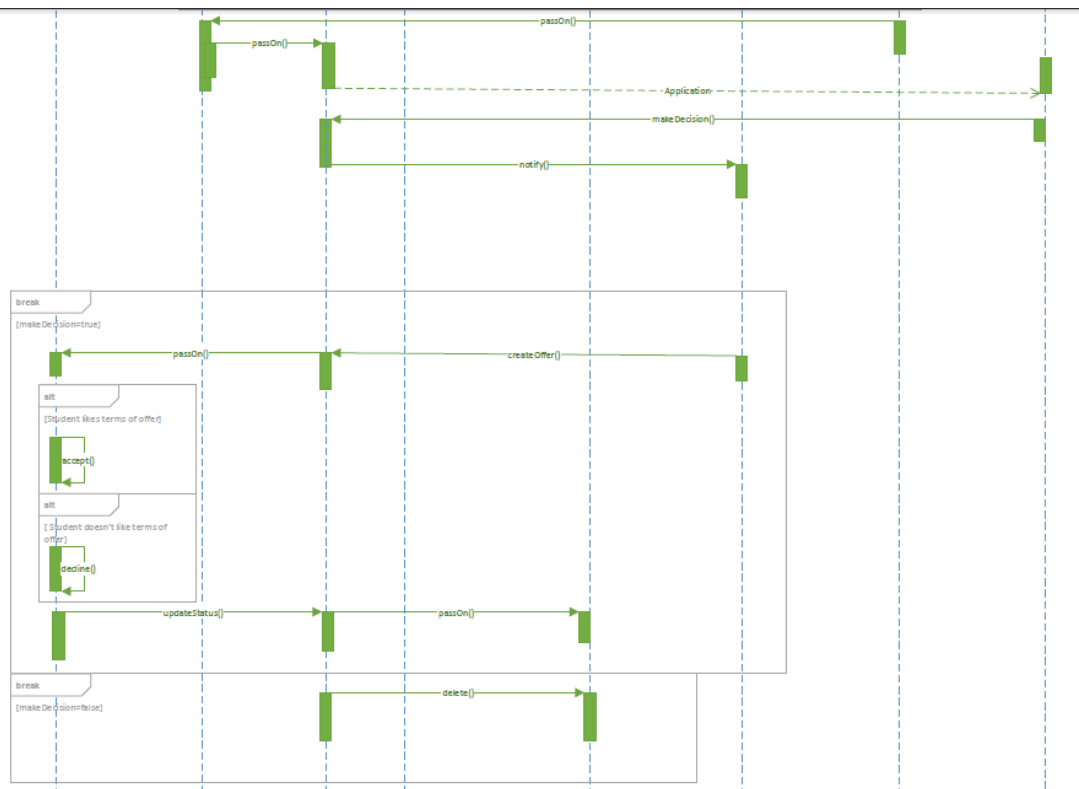 passOn()
passOn()
Application
makeDecision()
notify()
break
[makeDecision=true]
passOn()
createOffer()
alt
[Student likes terms of offer]
accept()
alt
[ Student doesn't like terms of
offer]
decline()
updateStatus()
passOn()
break
delete()
[makeDecision=false]